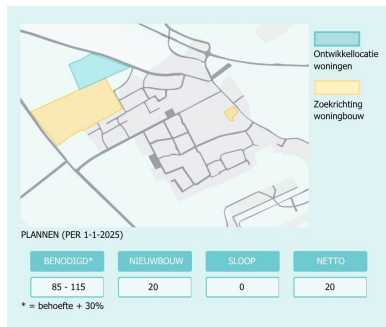 Ontwikkellocatie
woningen
Zoekrichting
woningbouw
PLANNEN (PER 1-1-2025)
BENODIGD* NIEUWBOUW SLOOP NETTO
85 - 115 20 0 20
* = behoefte + 30%